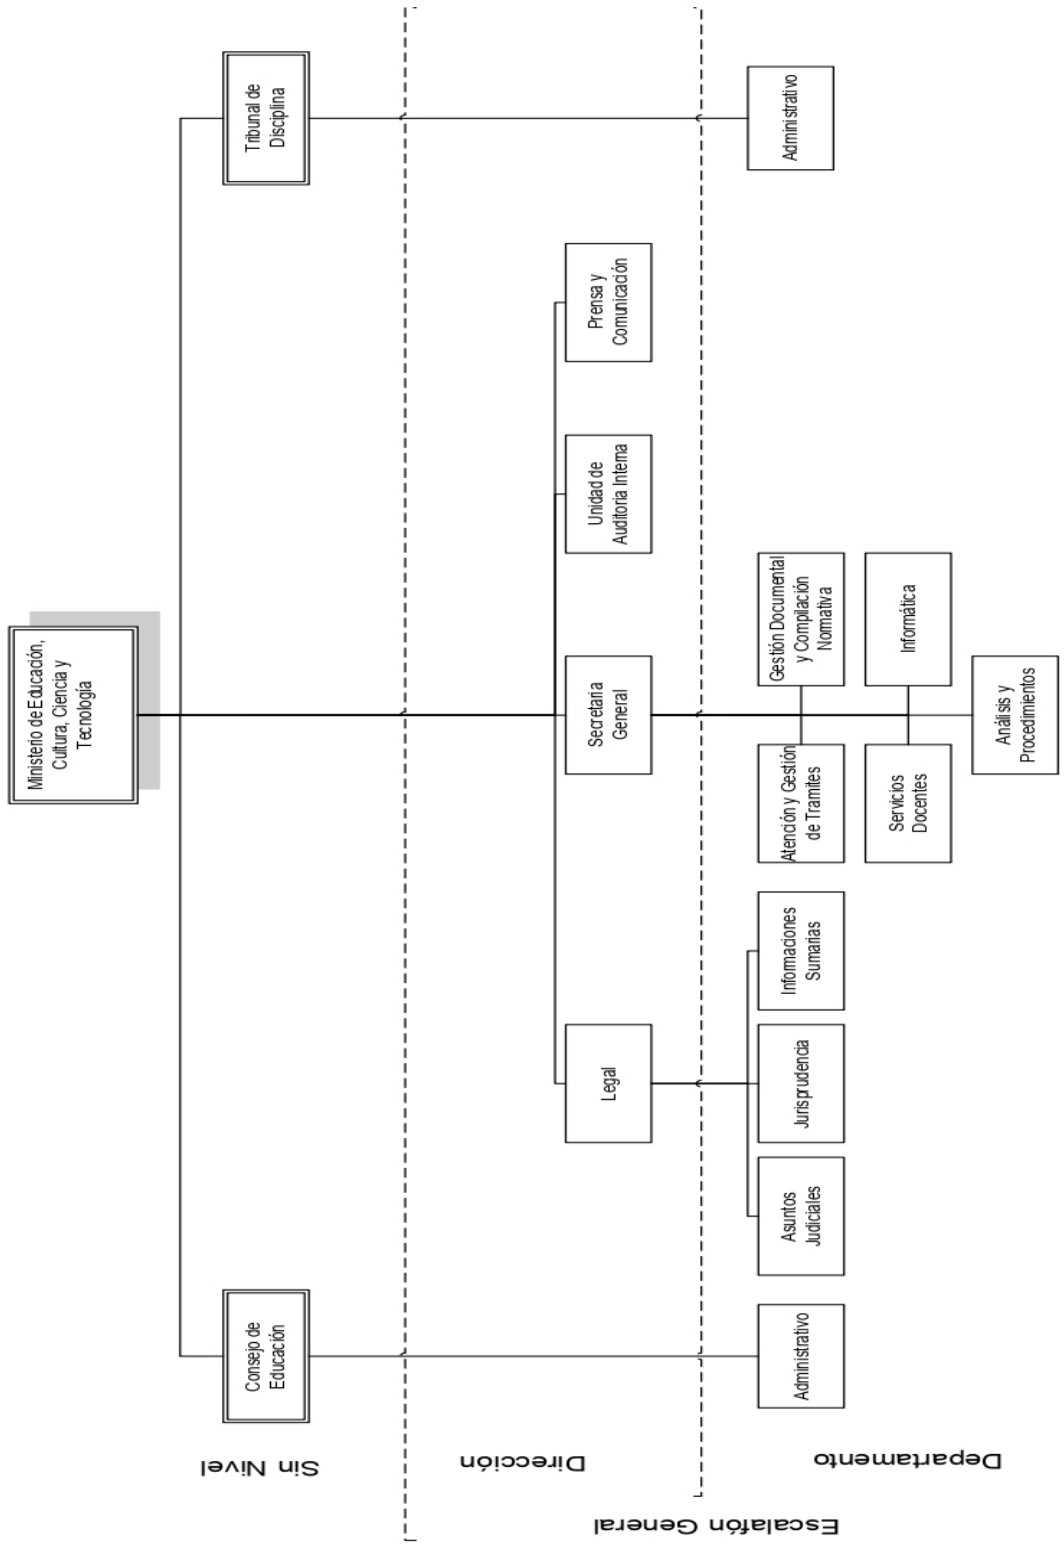 Ministerio de Educación,
Cultura, Ciencia y
Tecnología
Sin Nivel
Consejo de
Educación
Tribunal de
Disciplina
Escalafón General
Dirección
Legal
Secretaria
General
Unidad de
Auditoria Interna
Prensa y
Comunicación
Departamento
Administrativo
Asuntos
Judiciales
Jurisprudencia
Informaciones
Sumarias
Atención y Gestión
de Tramites
Gestión Documental
y Compilación
Normativa
Administrativo
Servicios
Docentes
Informática
Análisis y
Procedimientos